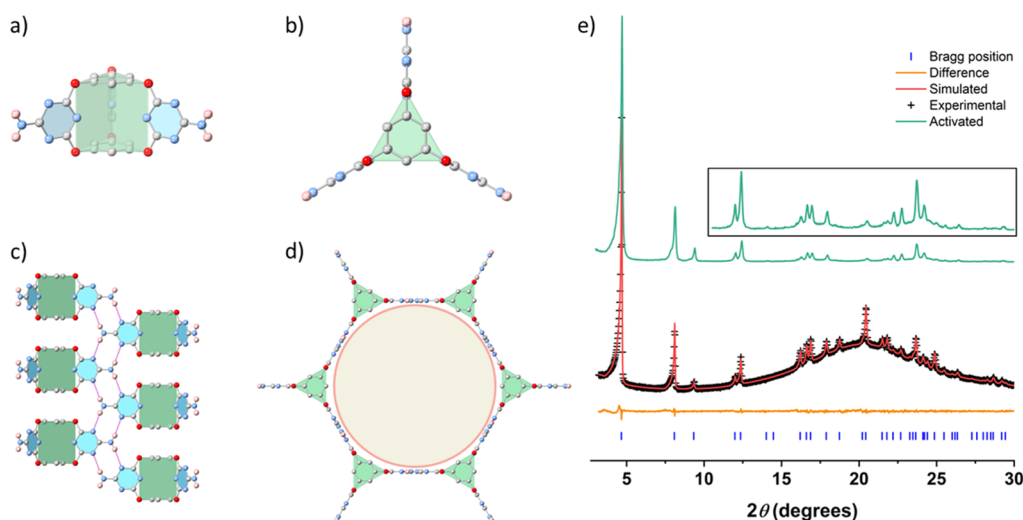 a)
b)
e)
Bragg position
Difference
Simulated
Experimental
Activated
c)
d)
5
10
15
20
25
30
2θ (degrees)